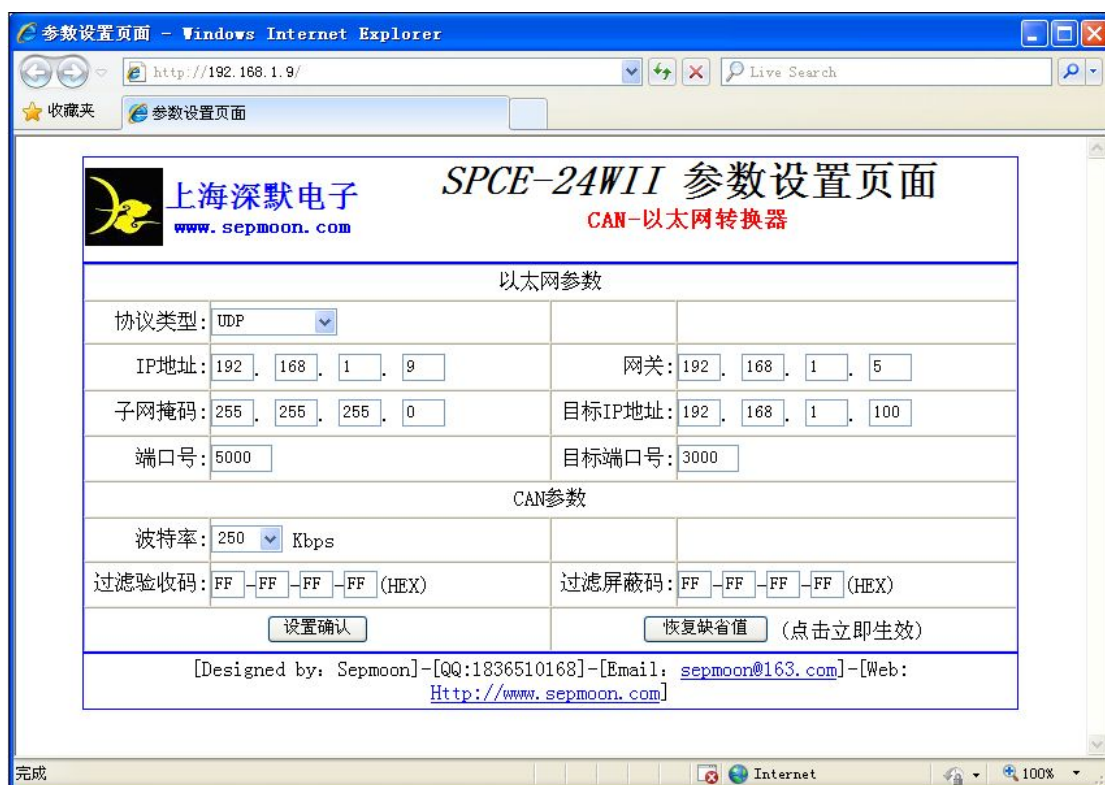 参数设置页面 - Windows Internet Explorer
http://192.168.1.9/
Live Search
收藏夹
参数设置页面
上海深默电子
www.sepmoon.com
SPCE-24WII 参数设置页面
CAN-以太网转换器
以太网参数
协议类型: UDP
IP地址: 192 . 168 . 1 . 9 网关: 192 . 168 . 1 . 5
子网掩码: 255 . 255 . 255 . 0 目标IP地址: 192 . 168 . 1 . 100
端口号: 5000 目标端口号: 3000
CAN参数
波特率: 250 Kbps
过滤验收码: FF -FF -FF -FF (HEX) 过滤屏蔽码: FF -FF -FF -FF (HEX)
设置确认 恢复缺省值 (点击立即生效)
[Designed by: Sepmoon]-[QQ:1836510168]-[Email: sepmoon@163.com]-[Web:
Http://www.sepmoon.com]
完成 Internet 100%